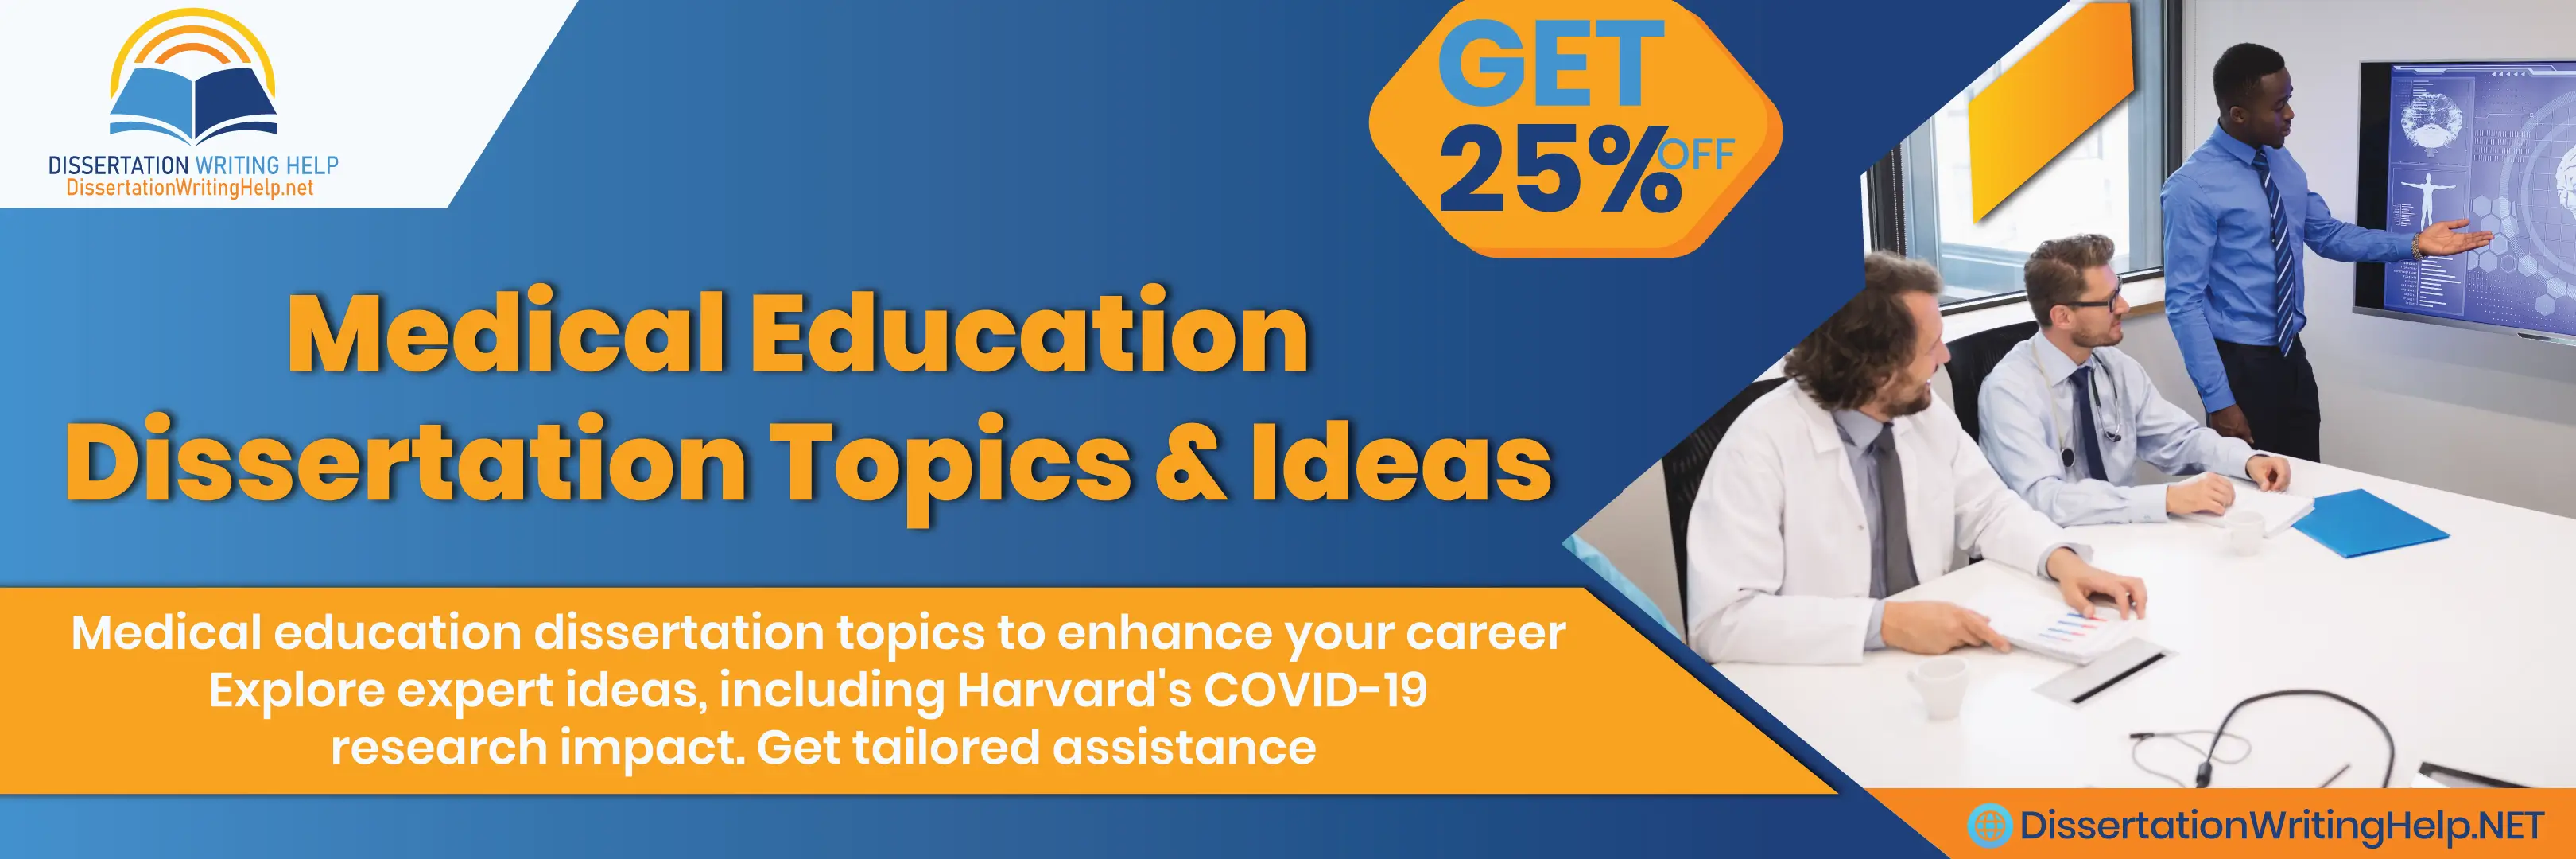 DISSERTATION WRITING HELP
DissertationWritingHelp.net
GET
25% OFF
Medical Education
Dissertation Topics & Ideas
Medical education dissertation topics to enhance your career
Explore expert ideas, including Harvard's COVID-19
research impact. Get tailored assistance
DissertationWritingHelp.NET